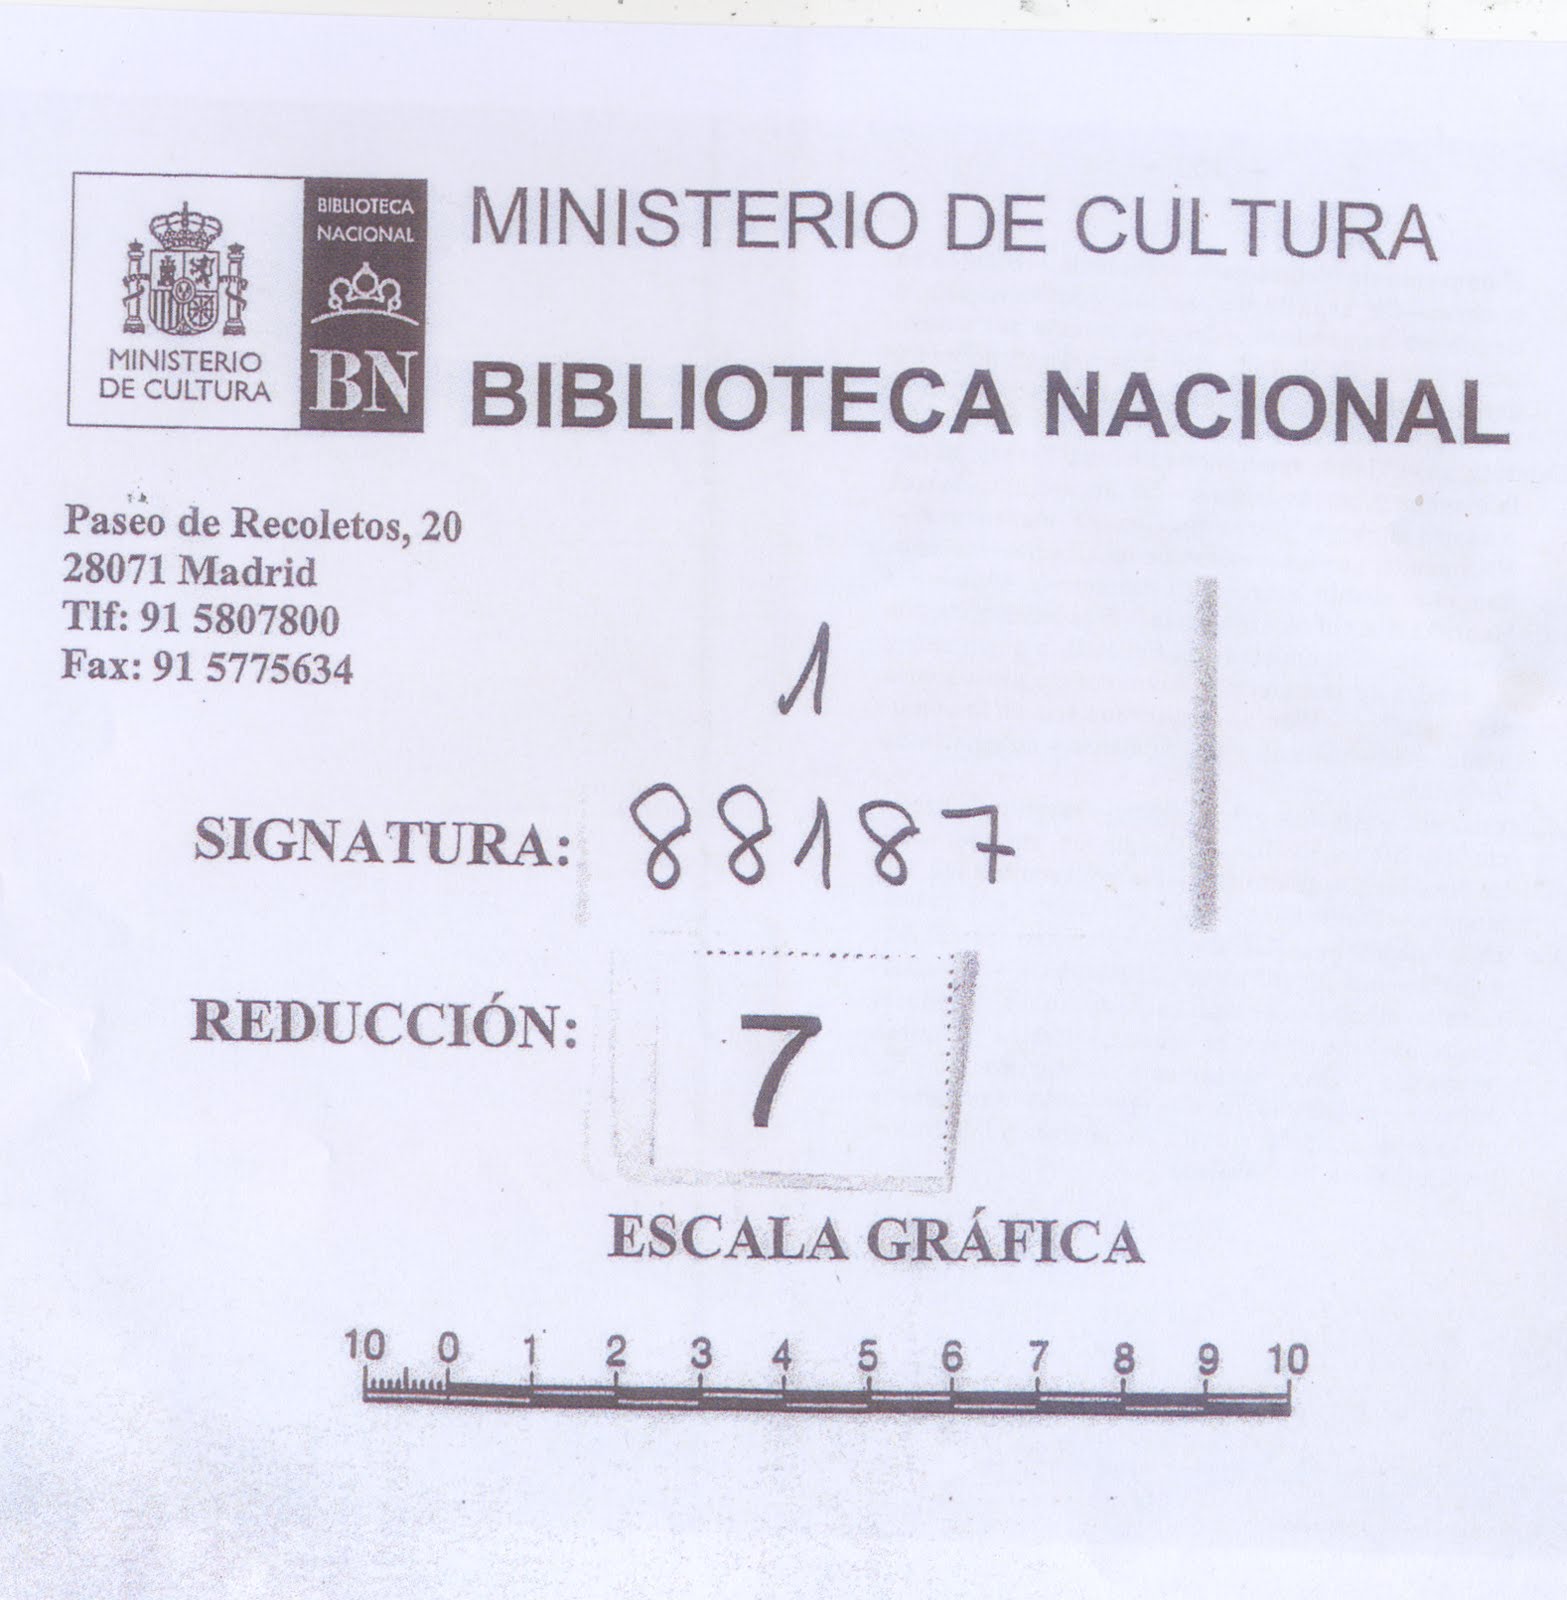 BIBLIOTECA
NACIONAL
MINISTERIO
DE CULTURA
BN
MINISTERIO DE CULTURA
BIBLIOTECA NACIONAL
Paseo de Recoletos, 20
28071 Madrid
Tlf: 91 5807800
Fax: 91 5775634
1
SIGNATURA: 88187
REDUCCIÓN: 7
ESCALA GRÁFICA
10 0 1 2 3 4 5 6 7 8 9 10